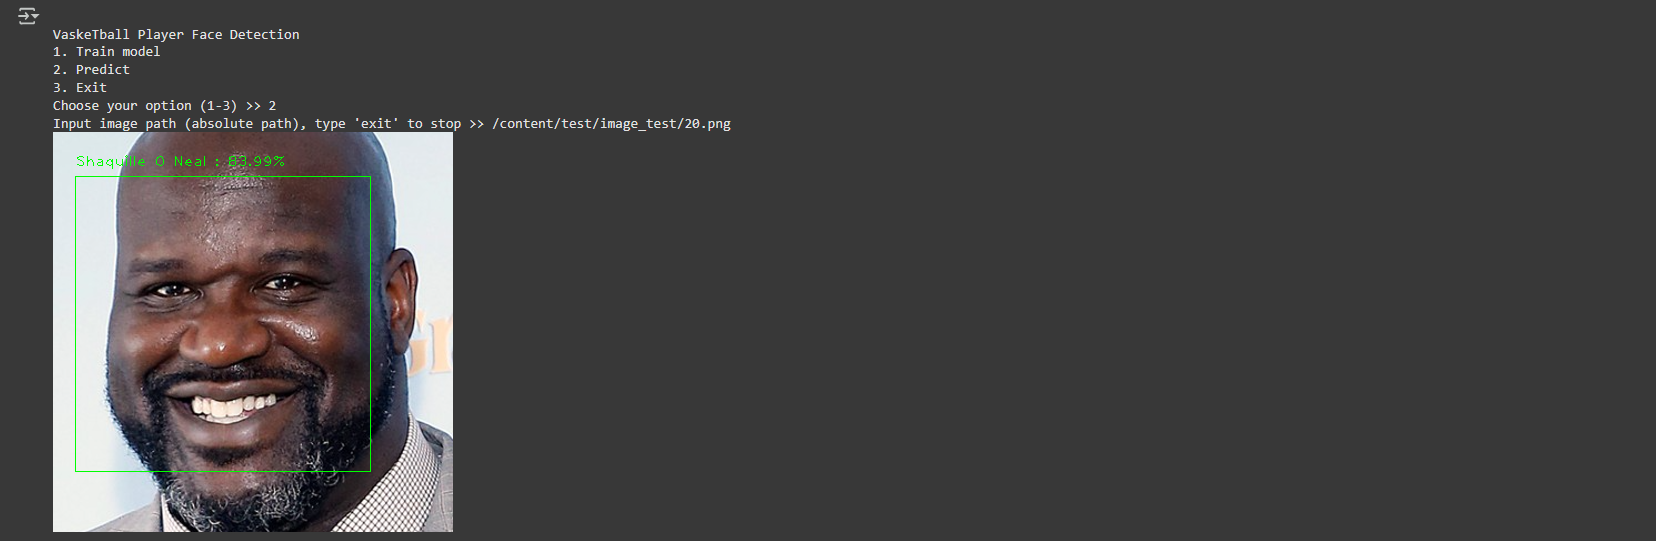 VaskeTball Player Face Detection
1. Train model
2. Predict
3. Exit
Choose your option (1-3) >> 2
Input image path (absolute path), type 'exit' to stop >> /content/test/image_test/20.png
Shaquille O Neal : 83.99%